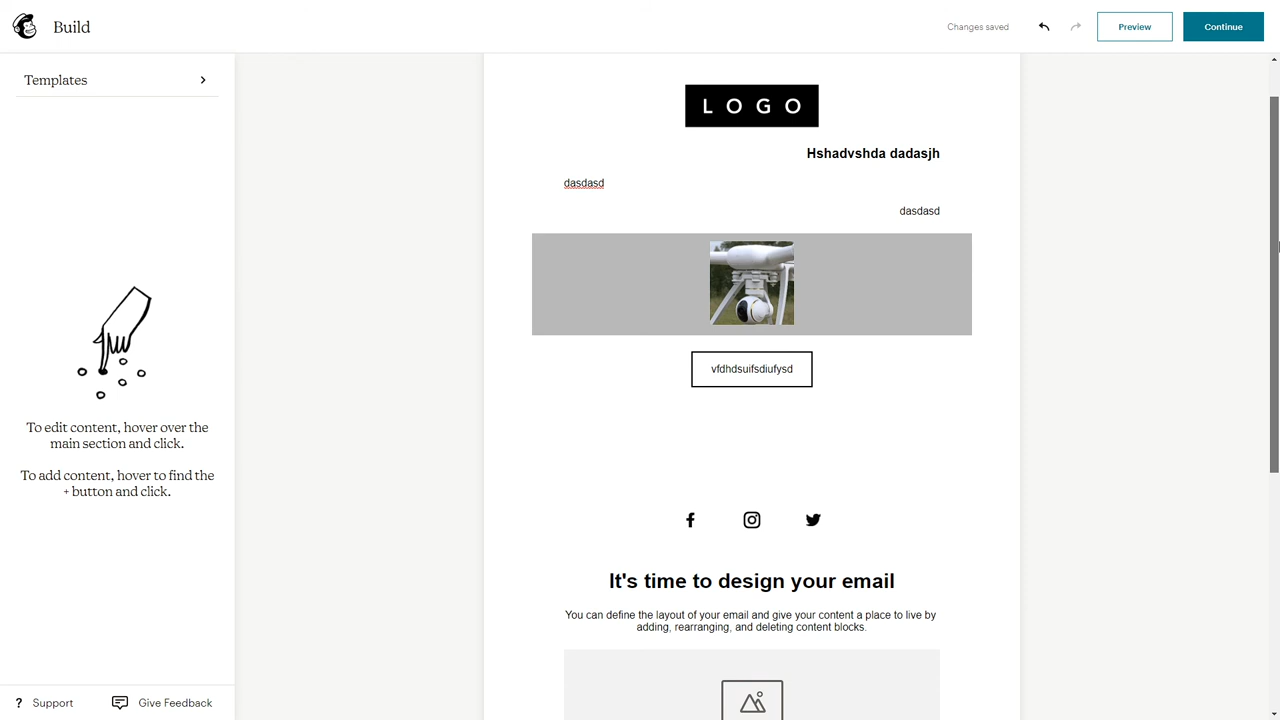 Build
Changes saved
Preview
Continue
Templates
LOGO
Hshadvshda dadasjh
dasdasd
dasdasd
vfdhdsuifsdiufysd
To edit content, hover over the
main section and click.
To add content, hover to find the
+ button and click.
It's time to design your email
You can define the layout of your email and give your content a place to live by
adding, rearranging, and deleting content blocks.
? Support
Give Feedback